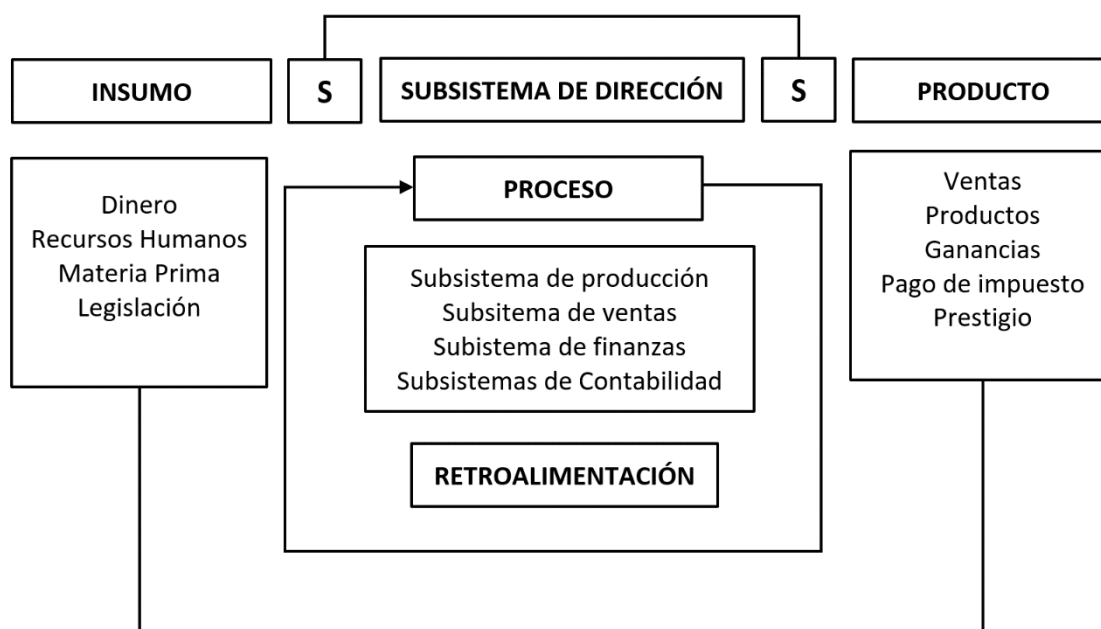 INSUMO
S
SUBSISTEMA DE DIRECCIÓN
S
PRODUCTO
Dinero
Recursos Humanos
Materia Prima
Legislación
PROCESO
Subsistema de producción
Subsitema de ventas
Subistema de finanzas
Subsistemas de Contabilidad
RETROALIMENTACIÓN
Ventas
Productos
Ganancias
Pago de impuesto
Prestigio